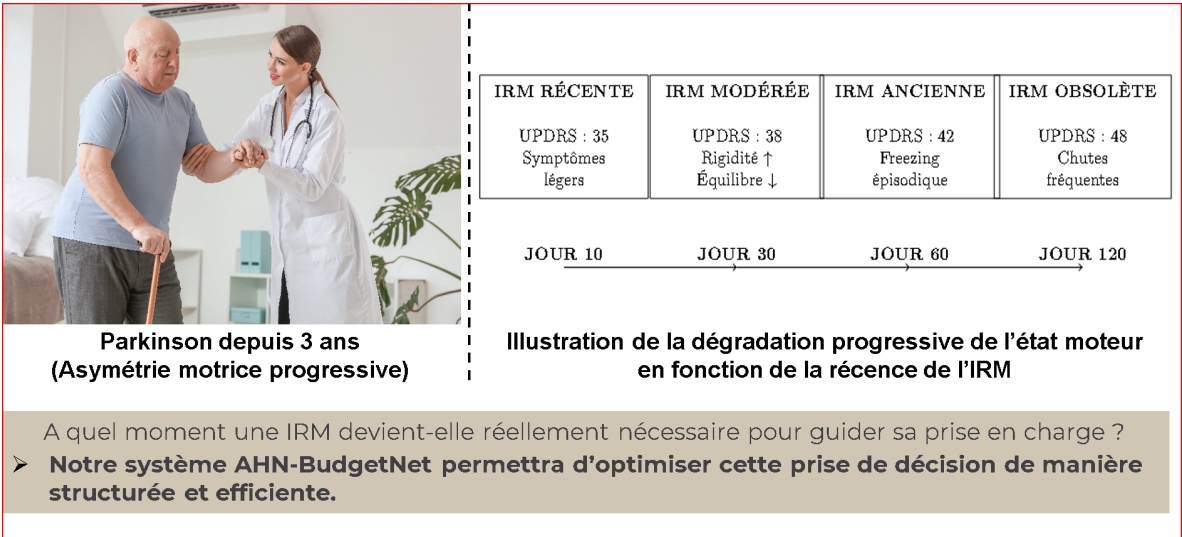 Parkinson depuis 3 ans
(Asymétrie motrice progressive)
IRM RÉCENTE
UPDRS : 35
Symptômes
légers
IRM MODÉRÉE
UPDRS : 38
Rigidité ↑
Équilibre ↓
IRM ANCIENNE
UPDRS : 42
Freezing
épisodique
IRM OBSOLÈTE
UPDRS : 48
Chutes
fréquentes
JOUR 10
JOUR 30
JOUR 60
JOUR 120
Illustration de la dégradation progressive de l’état moteur
en fonction de la récence de l’IRM
A quel moment une IRM devient-elle réellement nécessaire pour guider sa prise en charge ?
➢ Notre système AHN-BudgetNet permettra d’optimiser cette prise de décision de manière
structurée et efficiente.